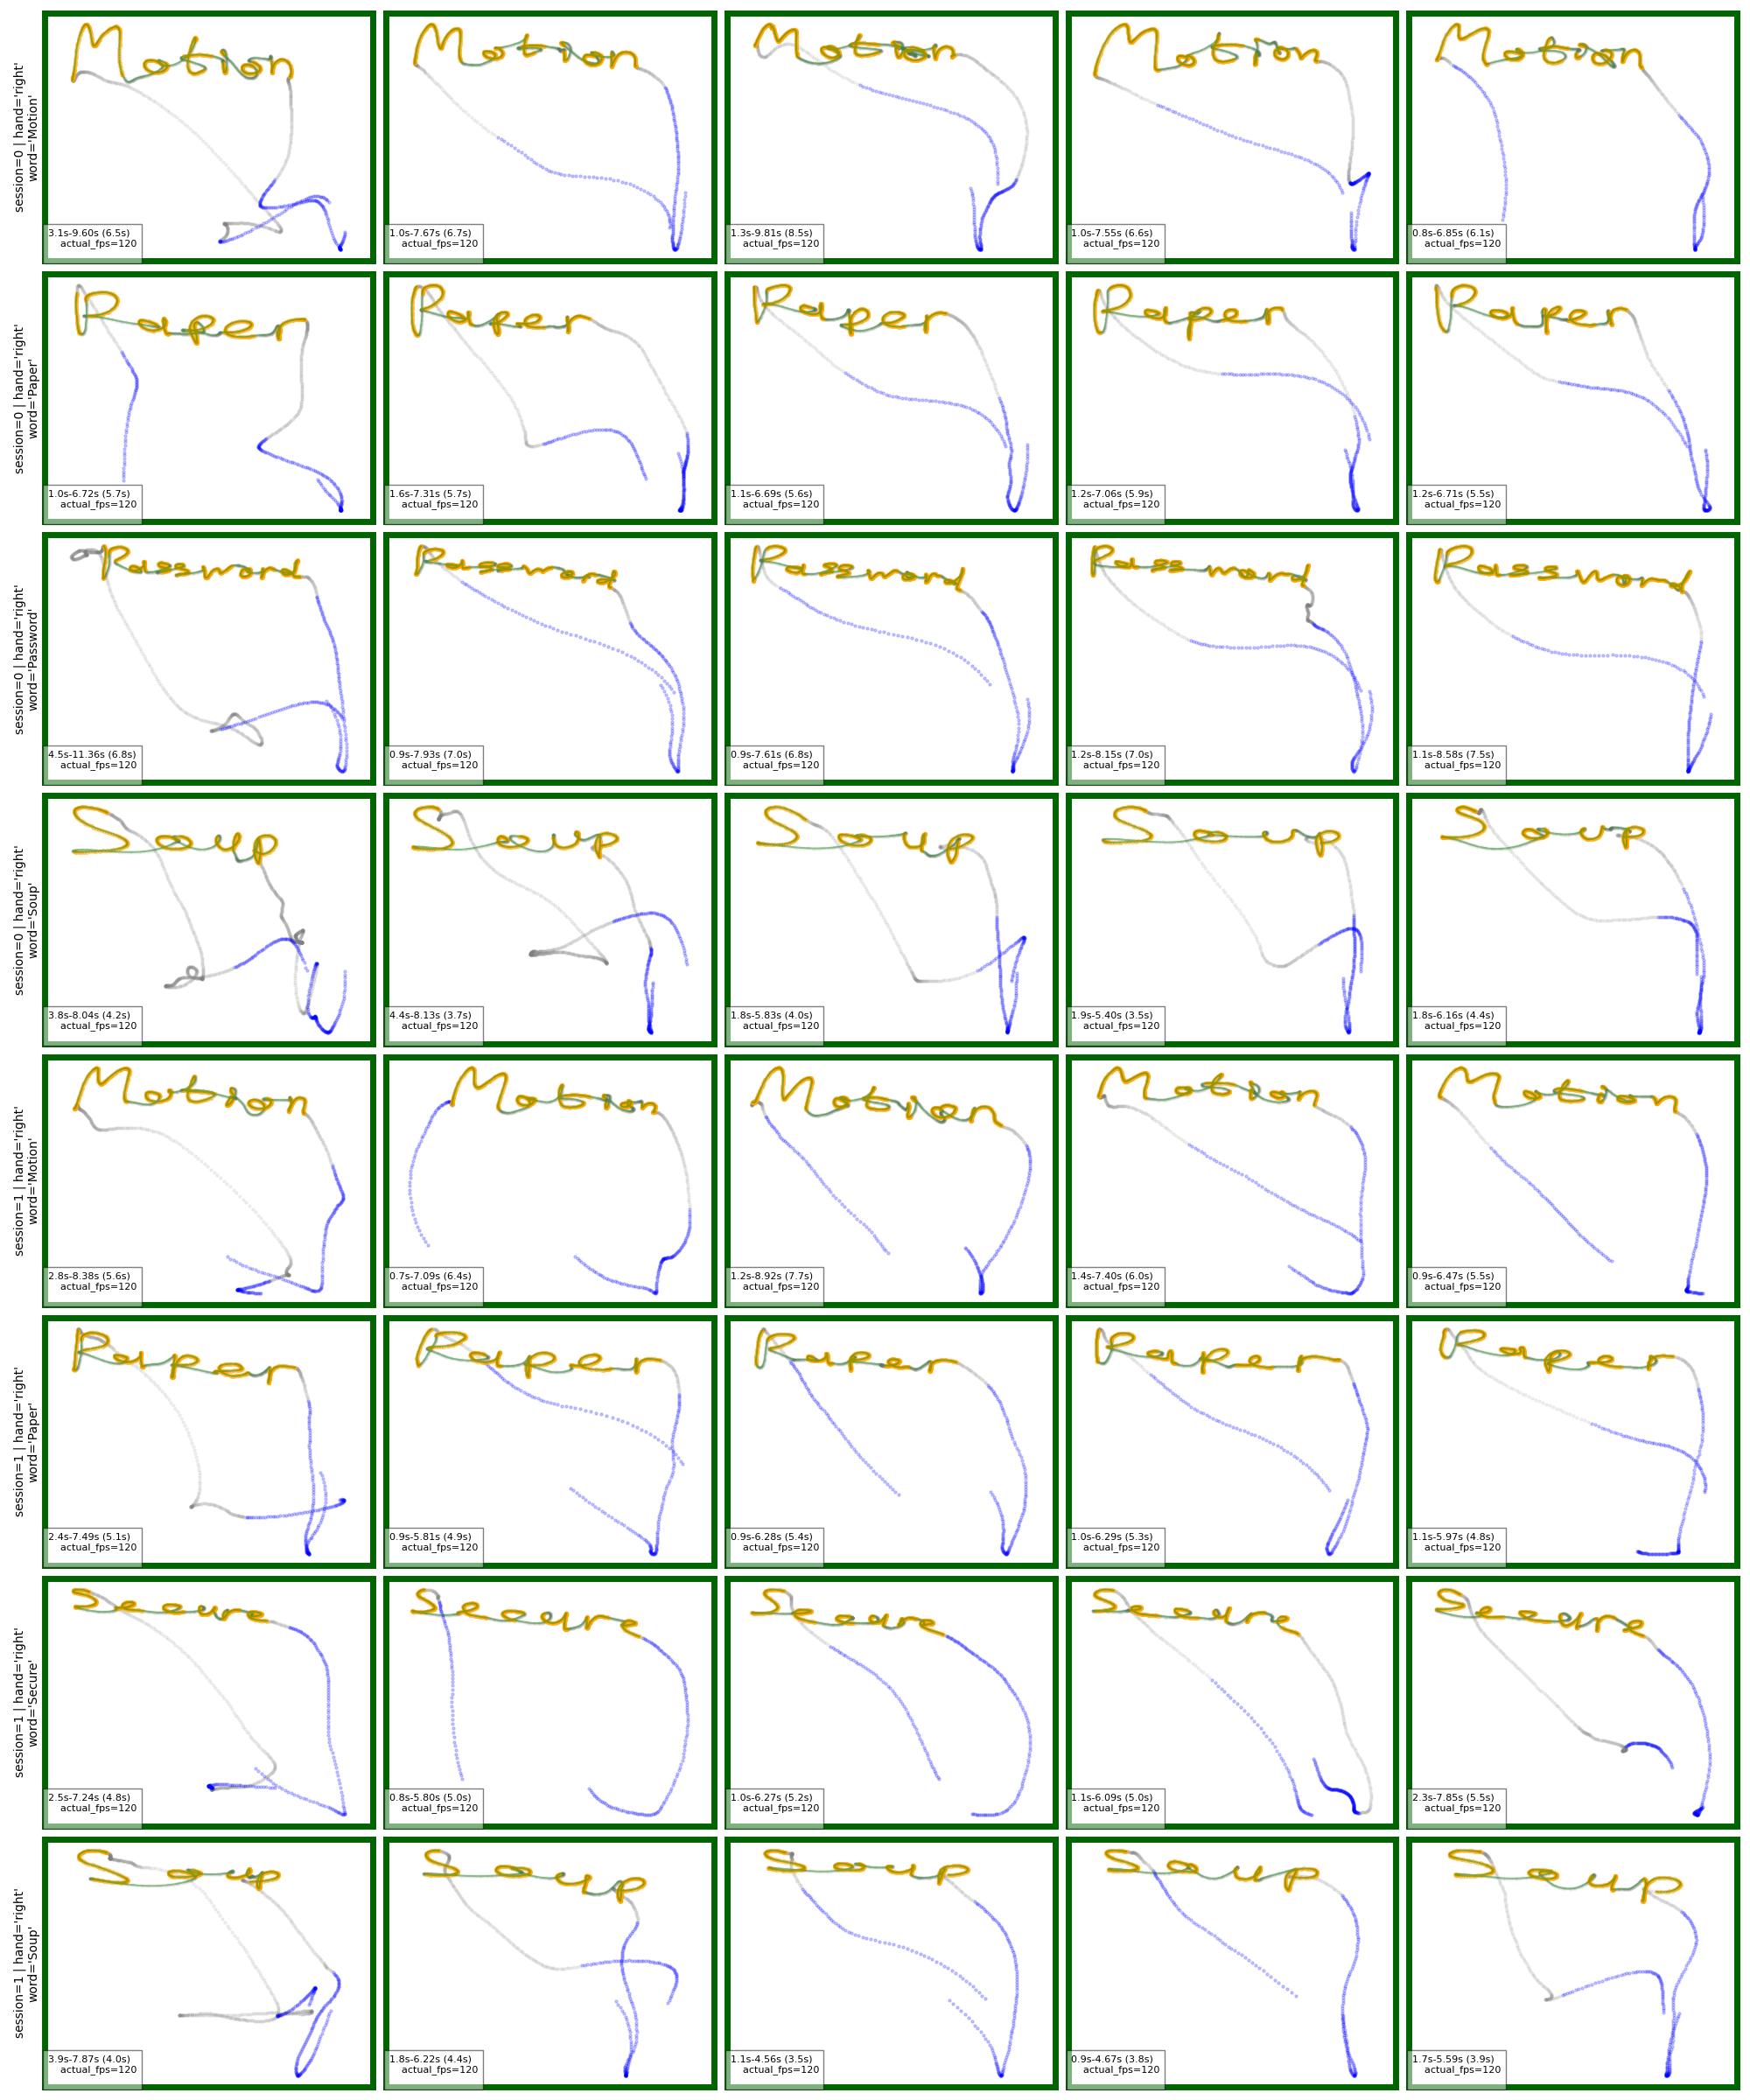 session=0 | hand='right'
word='Motion'
Motion Motion Motion Motion Motion
3.1s-9.60s (6.5s)
actual_fps=120
1.0s-7.67s (6.7s)
actual_fps=120
1.3s-9.81s (8.5s)
actual_fps=120
1.0s-7.55s (6.6s)
actual_fps=120
0.8s-6.85s (6.1s)
actual_fps=120
session=0 | hand='right'
word='Paper'
Paper Paper Paper Paper Paper
1.0s-6.72s (5.7s)
actual_fps=120
1.6s-7.31s (5.7s)
actual_fps=120
1.1s-6.69s (5.6s)
actual_fps=120
1.2s-7.06s (5.9s)
actual_fps=120
1.2s-6.71s (5.5s)
actual_fps=120
session=0 | hand='right'
word='Password'
Password Password Password Password Password
4.5s-11.36s (6.8s)
actual_fps=120
0.9s-7.93s (7.0s)
actual_fps=120
0.9s-7.61s (6.8s)
actual_fps=120
1.2s-8.15s (7.0s)
actual_fps=120
1.1s-8.58s (7.5s)
actual_fps=120
session=0 | hand='right'
word='Soup'
Soup Soup Soup Soup Soup
3.8s-8.04s (4.2s)
actual_fps=120
4.4s-8.13s (3.7s)
actual_fps=120
1.8s-5.83s (4.0s)
actual_fps=120
1.9s-5.40s (3.5s)
actual_fps=120
1.8s-6.16s (4.4s)
actual_fps=120
session=1 | hand='right'
word='Motion'
Motion Motion Motion Motion Motion
2.8s-8.38s (5.6s)
actual_fps=120
0.7s-7.09s (6.4s)
actual_fps=120
1.2s-8.92s (7.7s)
actual_fps=120
1.4s-7.40s (6.0s)
actual_fps=120
0.9s-6.47s (5.5s)
actual_fps=120
session=1 | hand='right'
word='Paper'
Paper Paper Paper Paper Paper
2.4s-7.49s (5.1s)
actual_fps=120
0.9s-5.81s (4.9s)
actual_fps=120
0.9s-6.28s (5.4s)
actual_fps=120
1.0s-6.29s (5.3s)
actual_fps=120
1.1s-5.97s (4.8s)
actual_fps=120
session=1 | hand='right'
word='Secure'
Secure Secure Secure Secure Secure
2.5s-7.24s (4.8s)
actual_fps=120
0.8s-5.80s (5.0s)
actual_fps=120
1.0s-6.27s (5.2s)
actual_fps=120
1.1s-6.09s (5.0s)
actual_fps=120
2.3s-7.85s (5.5s)
actual_fps=120
session=1 | hand='right'
word='Soup'
Soup Soup Soup Soup Soup
3.9s-7.87s (4.0s)
actual_fps=120
1.8s-6.22s (4.4s)
actual_fps=120
1.1s-4.56s (3.5s)
actual_fps=120
0.9s-4.67s (3.8s)
actual_fps=120
1.7s-5.59s (3.9s)
actual_fps=120